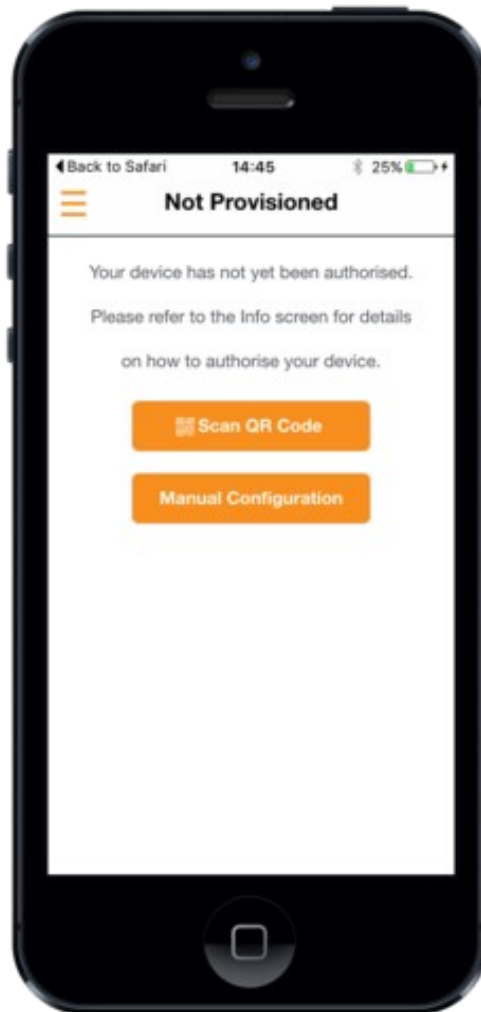 Back to Safari 14:45 25%
Not Provisioned
Your device has not yet been authorised.
Please refer to the Info screen for details
on how to authorise your device.
Scan QR Code
Manual Configuration